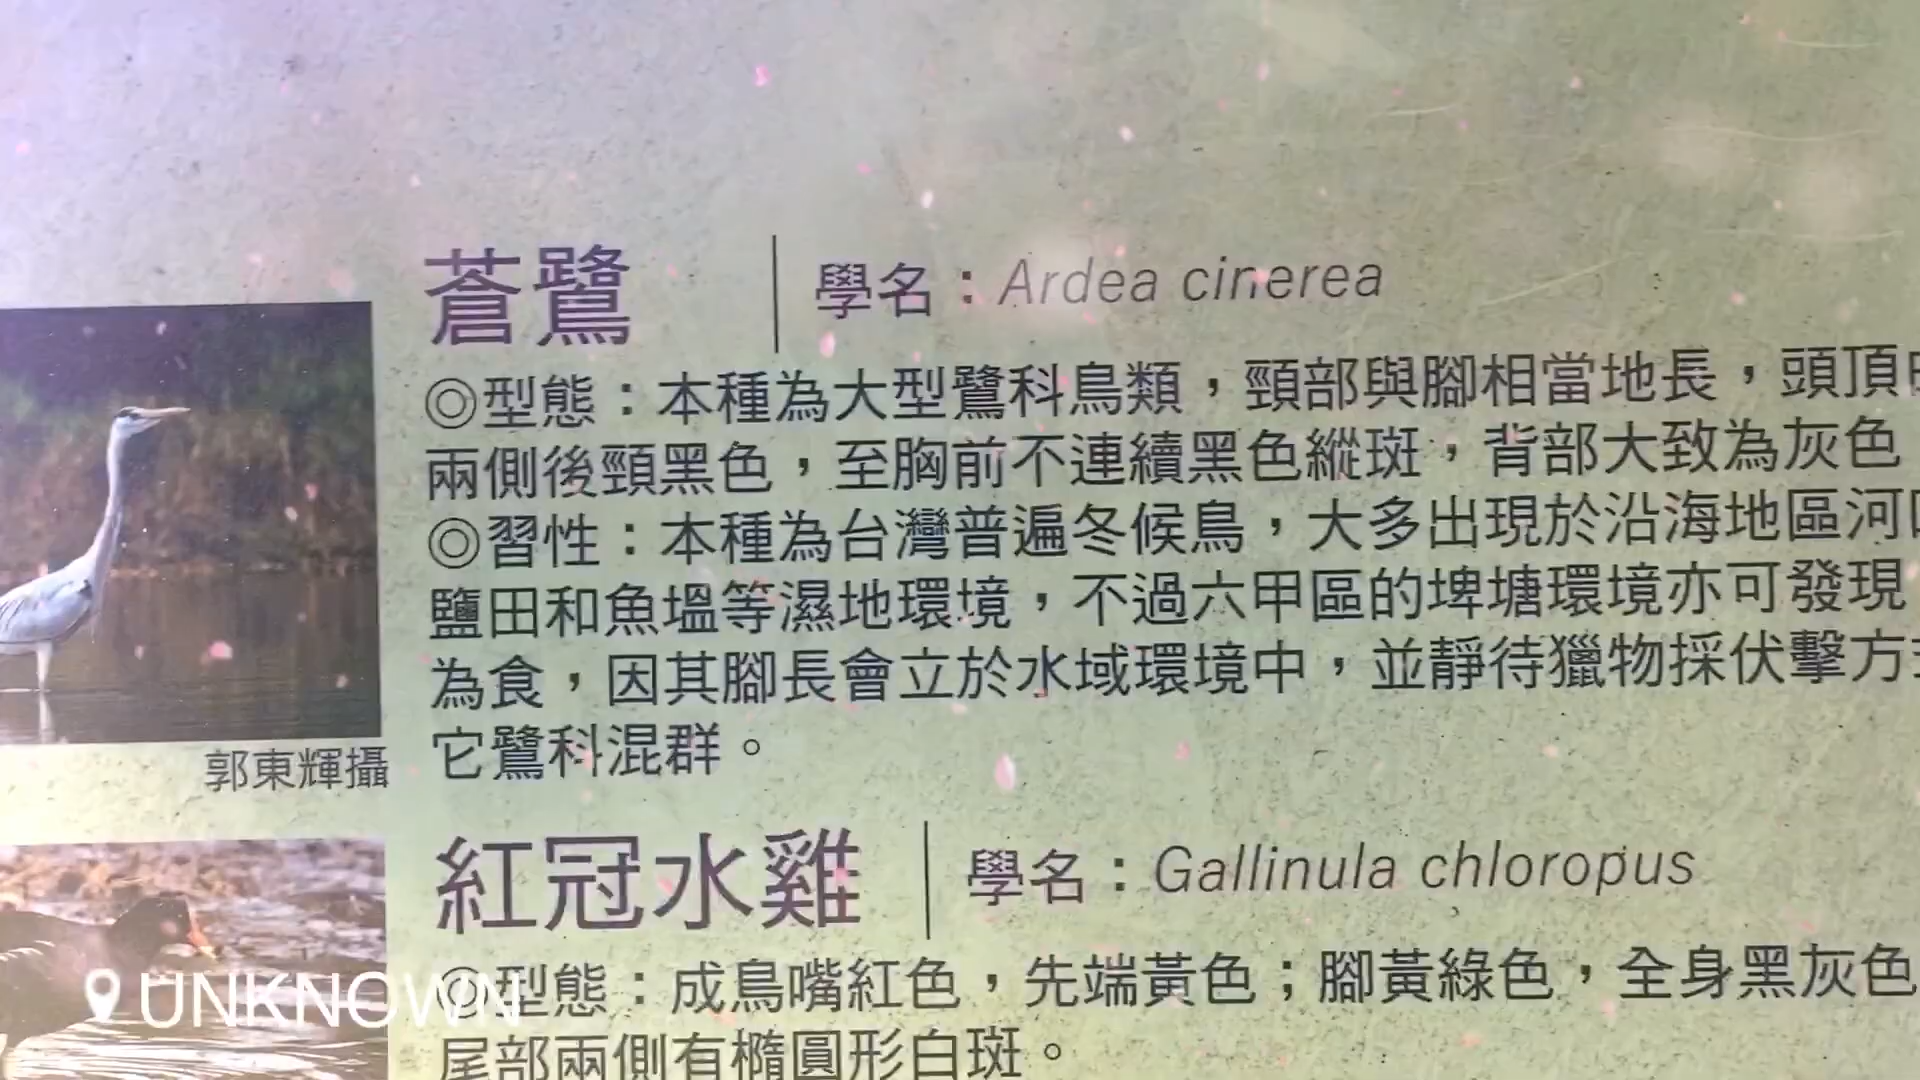 蒼鷺
學名：Ardea cinerea
◎型態：本種為大型鷺科鳥類，頸部與腳相當地長，頭頂
兩側後頸黑色，至胸前不連續黑色縱斑，背部大致為灰色
◎習性：本種為台灣普遍冬候鳥，大多出現於沿海地區河
鹽田和魚塭等濕地環境，不過六甲區的埤塘環境亦可發現
為食，因其腳長會立於水域環境中，並靜待獵物採伏擊方
它鷺科混群。
郭東輝攝
紅冠水雞
學名：Gallinula chloropus
◎型態：成鳥嘴紅色，先端黃色；腳黃綠色，全身黑灰色
尾部兩側有橢圓形白斑。
UNKNOWN